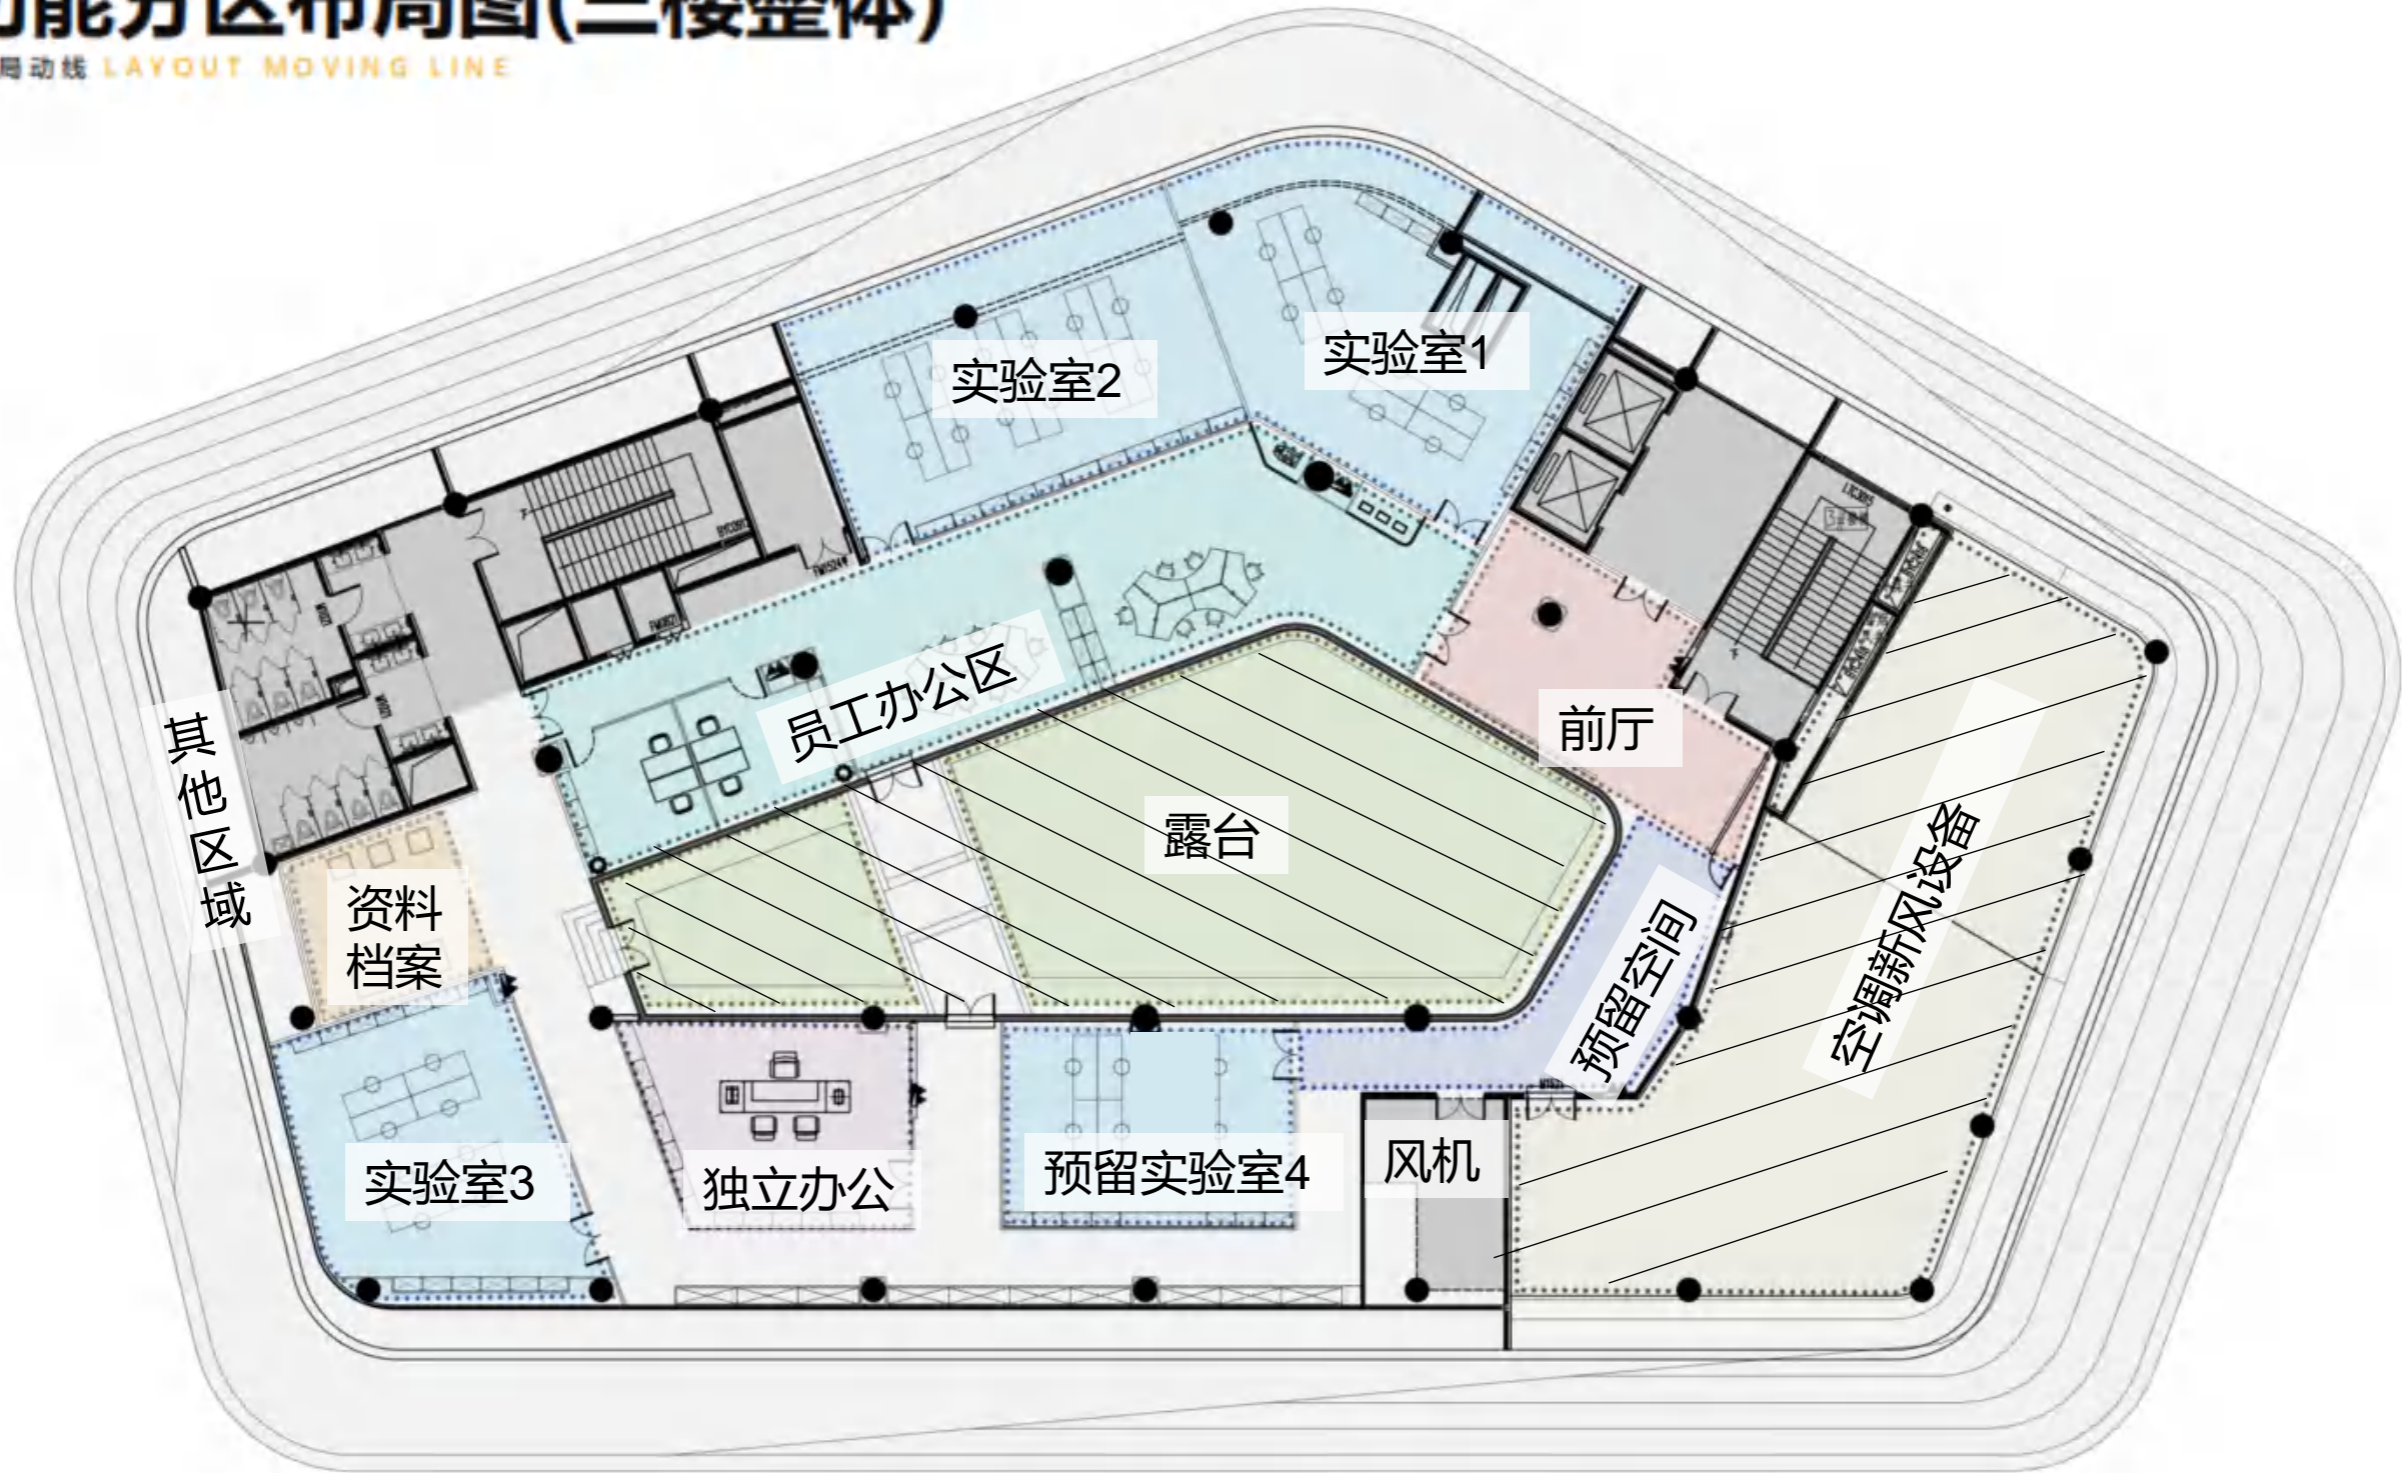 功能分区布局图(三楼整体)
局动线 LAYOUT MOVING LINE
实验室1
实验室2
员工办公区
前厅
露台
其他区域
资料
档案
预留空间
空调新风设备
实验室3
独立办公
预留实验室4
风机